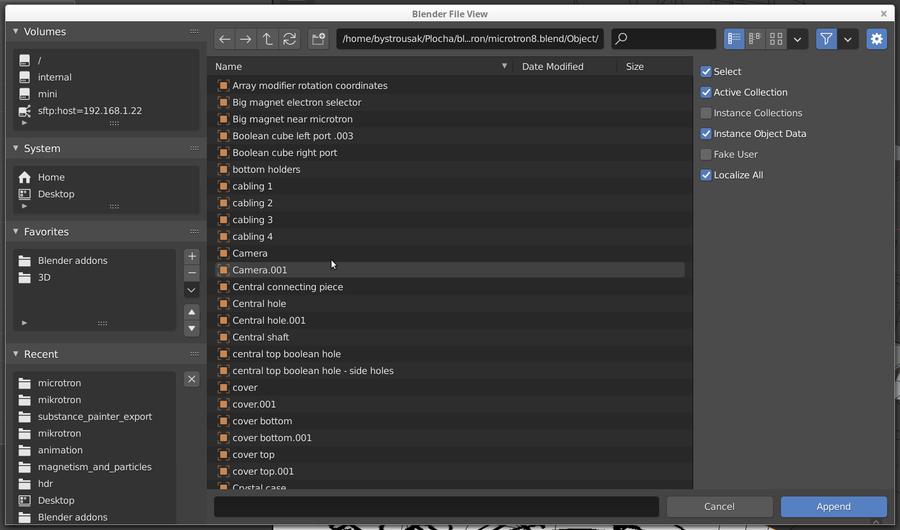 Blender File View
Volumes
/
internal
mini
sftp:host=192.168.1.22
System
Home
Desktop
Favorites
Blender addons
3D
Recent
microtron
mikrotron
substance_painter_export
mikrotron
animation
magnetism_and_particles
hdr
Desktop
Blender addons
/home/bystrousak/Plocha/bl...ron/microtron8.blend/Object/
Name Date Modified Size
Array modifier rotation coordinates
Big magnet electron selector
Big magnet near microtron
Boolean cube left port .003
Boolean cube right port
bottom holders
cabling 1
cabling 2
cabling 3
cabling 4
Camera
Camera.001
Central connecting piece
Central hole
Central hole.001
Central shaft
central top boolean hole
central top boolean hole - side holes
cover
cover.001
cover bottom
cover bottom.001
cover top
cover top.001
Crystal case
Select
Active Collection
Instance Collections
Instance Object Data
Fake User
Localize All
Cancel
Append